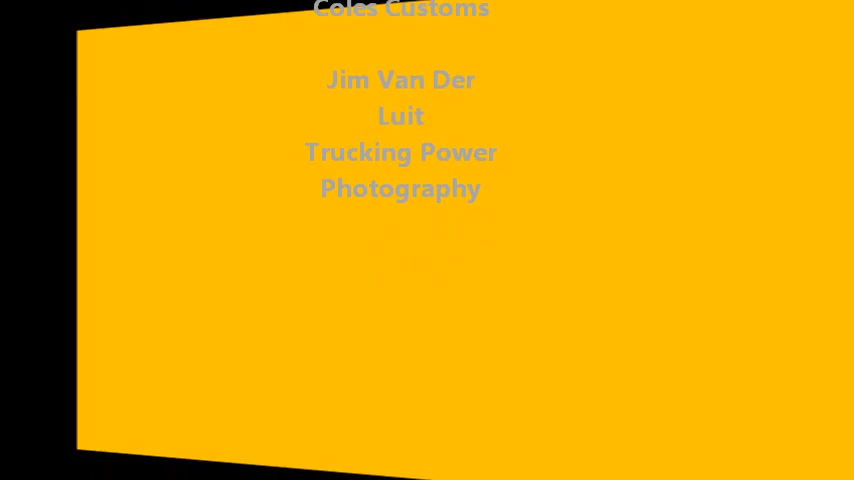 Coles Customs
Jim Van Der
Luit
Trucking Power
Photography